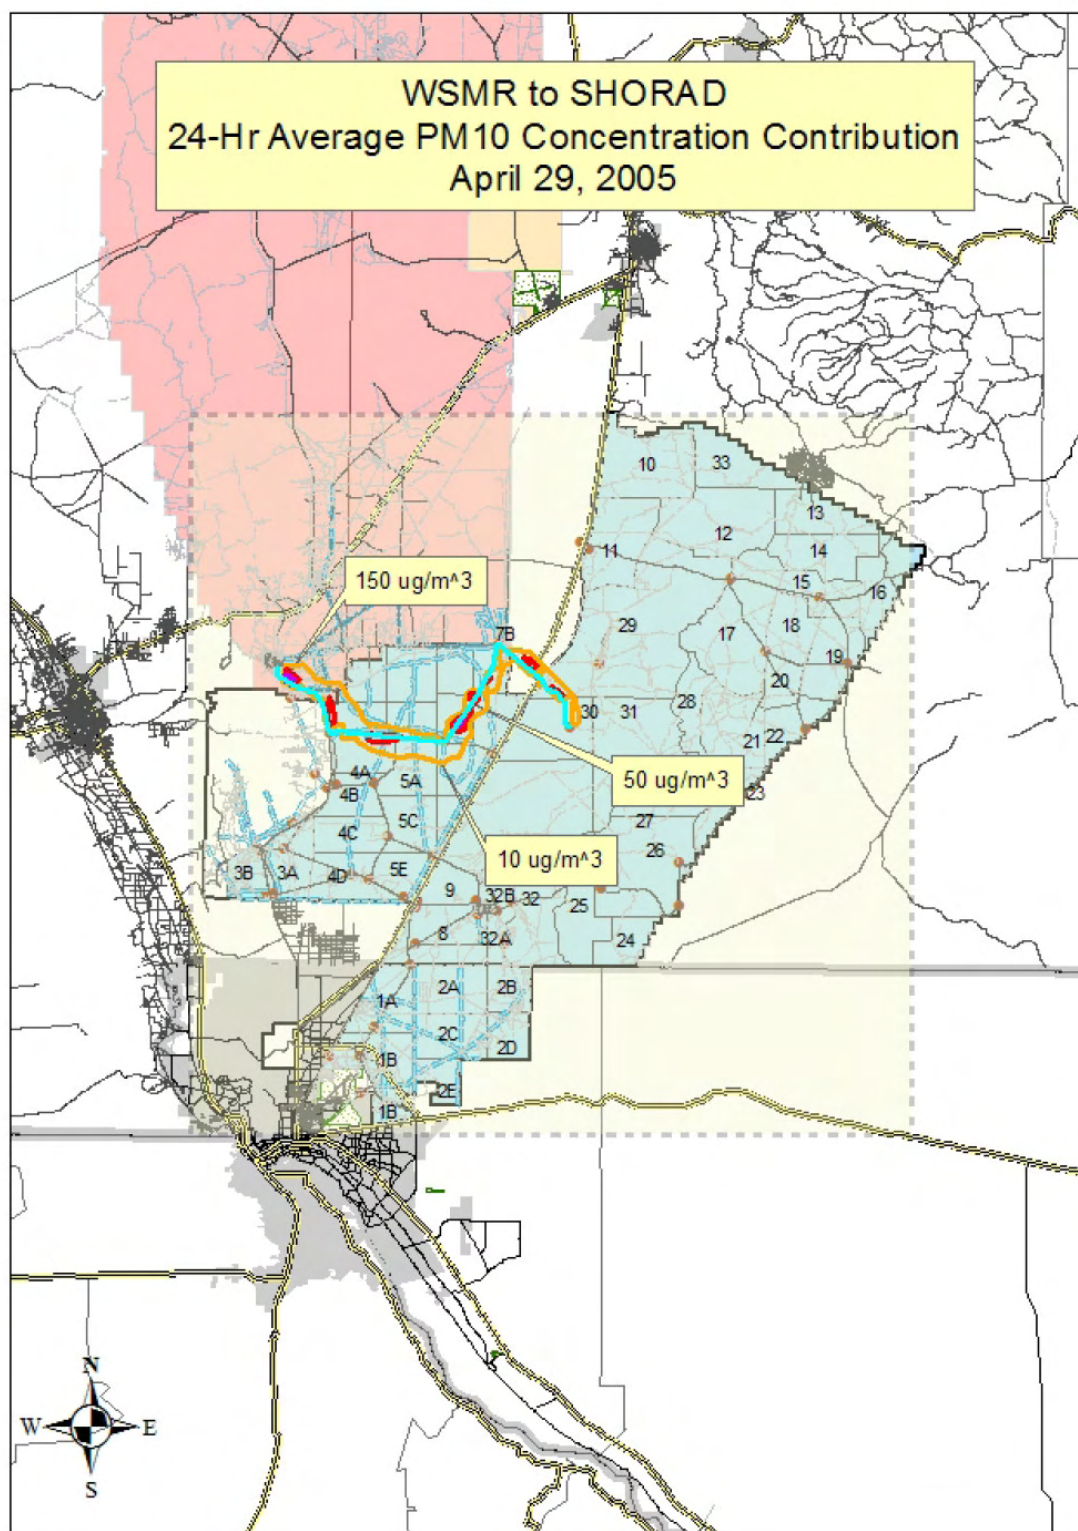 WSMR to SHORAD
24-Hr Average PM10 Concentration Contribution
April 29, 2005
10
33
13
12
11
14
150 ug/m^3
15
16
29
7B
17
18
19
20
28
30
31
21
22
50 ug/m^3
4A
5A
4B
23
5C
4C
27
10 ug/m^3
26
3B
3A
4D
5E
9
32B
32
25
8
32A
24
2A
2B
1A
2C
2D
1B
2E
1B
N
W
E
S